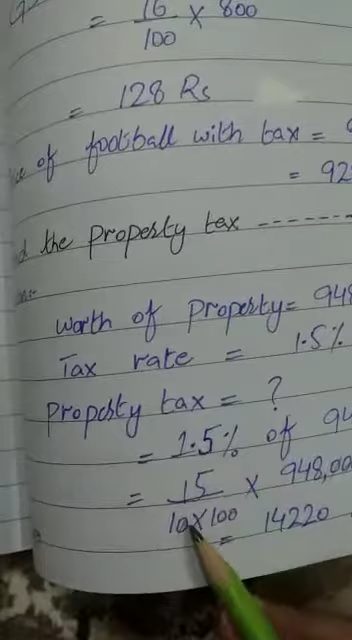 = 16/100 × 800
= 128 Rs
of football with tax =
= 92
the Property tax -------
Worth of Property = 948
Tax rate = 1.5%
Property tax = ?
= 1.5% of 94
= 15/10×100 × 948,00
= 14220